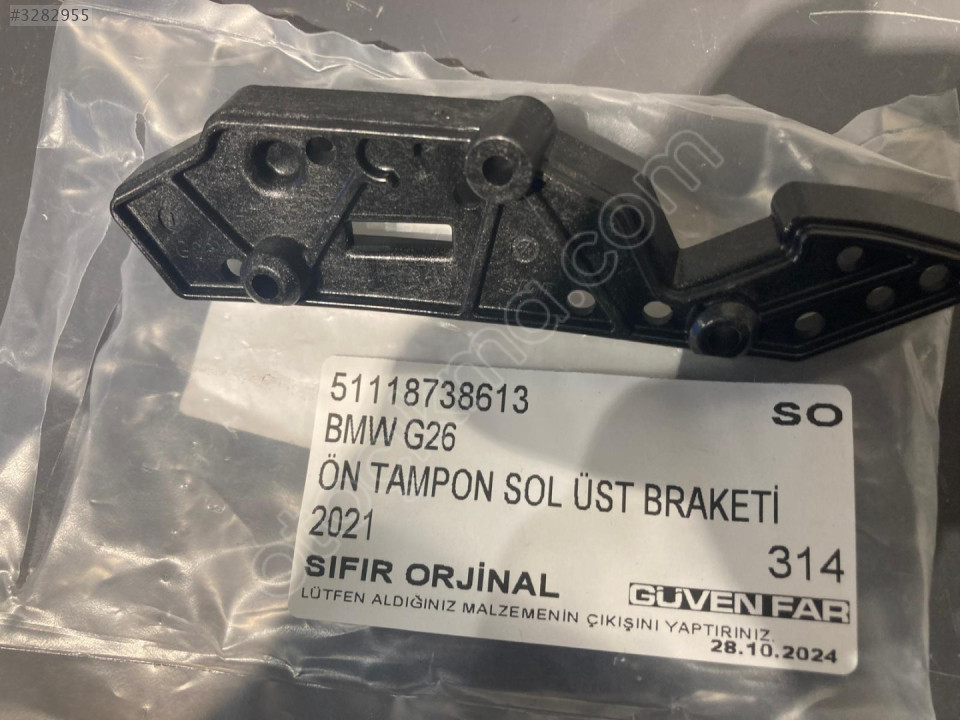 #3282955
51118738613
SO
BMW G26
ÖN TAMPON SOL ÜST BRAKETİ
2021
314
SIFIR ORJİNAL
GÜVEN FAR
LÜTFEN ALDIĞINIZ MALZEMENİN ÇIKIŞINI YAPTIRINIZ.
28.10.2024